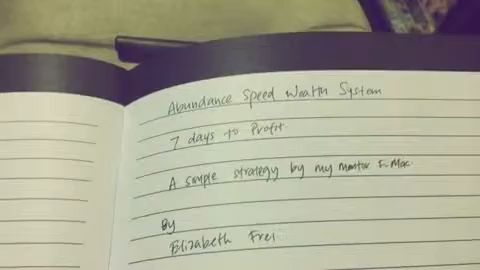 Abundance Speed Wealth System
7 days to Profit
A simple strategy by my mentor E-Mac
By
Elizabeth Frei